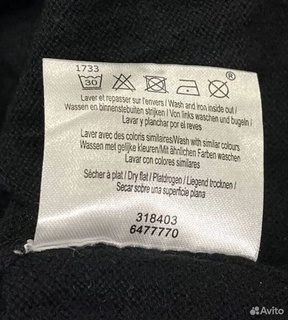 1733
30
®
Laver et repasser sur l'envers / Wash and iron inside out /
Wassen en binnenstebuiten strijken / Von links waschen und bügeln /
Lavar y planchar por el revés
Laver avec des coloris similaires / Wash with similar colours
Wassen met gelijke kleuren / Mit ähnlichen Farben waschen
Lavar con colores similares
Sécher à plat / Dry flat / Platdrogen / Liegend trocknen /
Secar sobre una superficie plana
318403
6477770
Avito